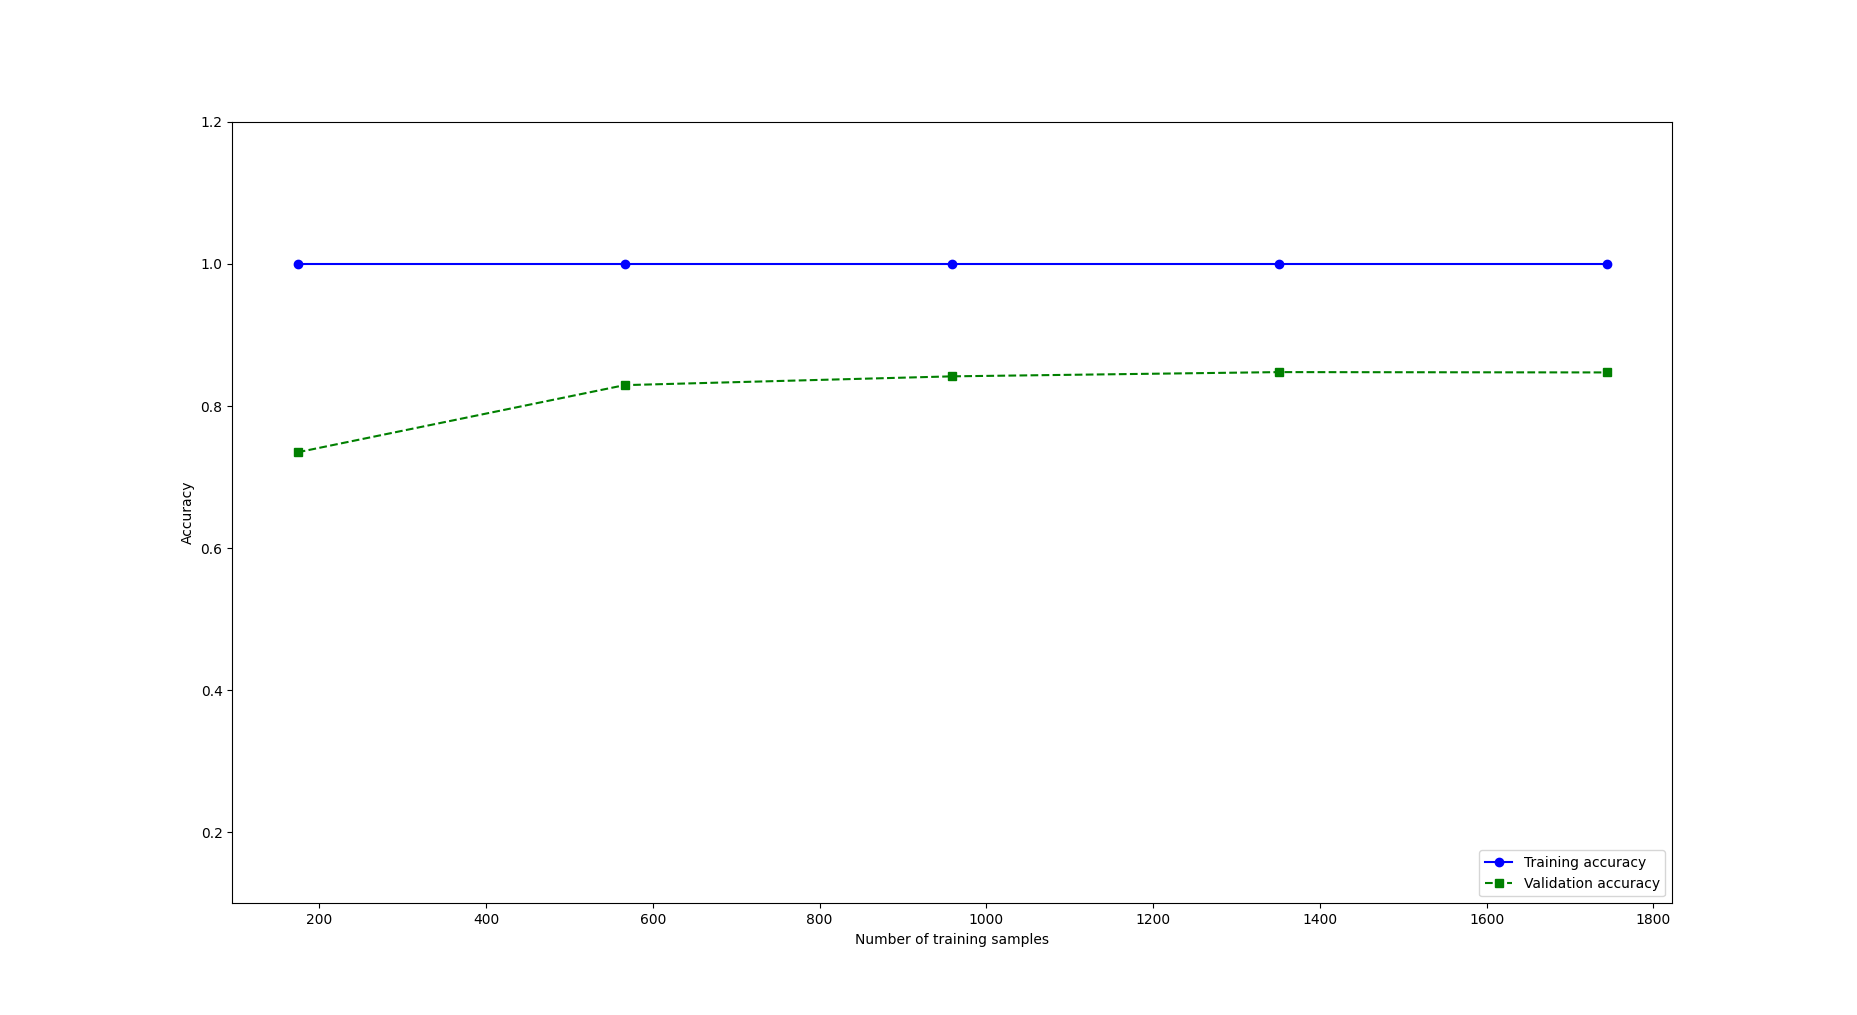 1.2
1.0
0.8
0.6
0.4
0.2
Accuracy
200 400 600 800 1000 1200 1400 1600 1800
Number of training samples
Training accuracy
Validation accuracy